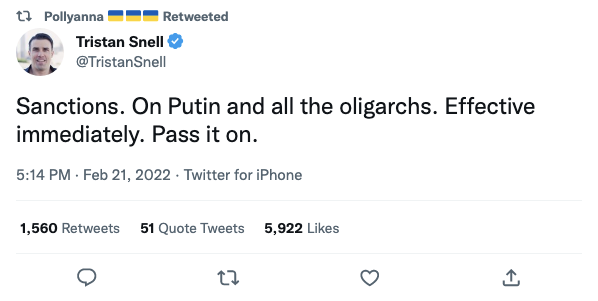 Pollyanna 🇺🇦🇺🇦🇺🇦 Retweeted
Tristan Snell
@TristanSnell
Sanctions. On Putin and all the oligarchs. Effective
immediately. Pass it on.
5:14 PM · Feb 21, 2022 · Twitter for iPhone
1,560 Retweets 51 Quote Tweets 5,922 Likes